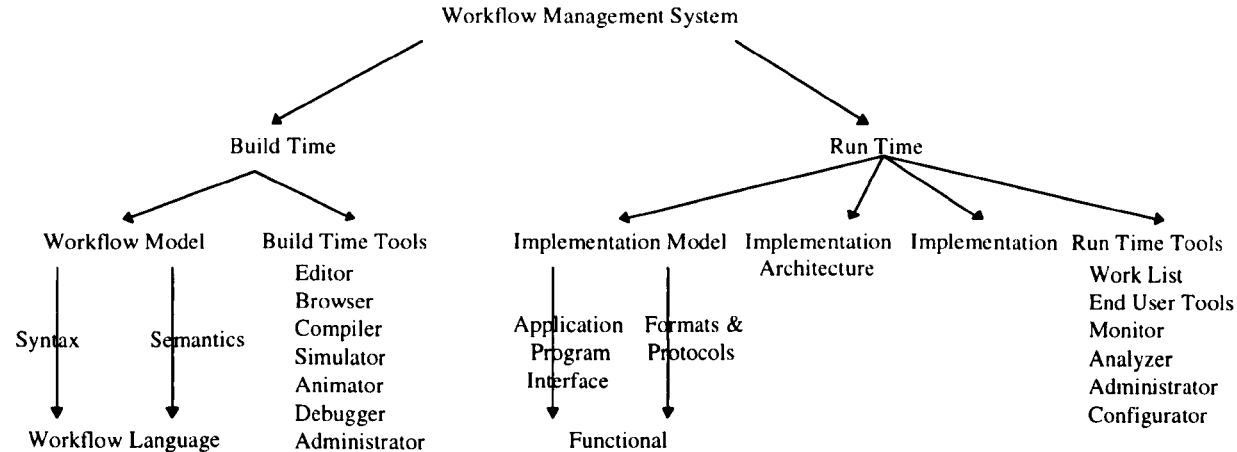 Workflow Management System
Build Time
Run Time
Workflow Model
Build Time Tools
Implementation Model
Implementation
Architecture
Implementation
Run Time Tools
Syntax
Semantics
Editor
Browser
Compiler
Simulator
Animator
Debugger
Administrator
Application
Program
Interface
Formats &
Protocols
Work List
End User Tools
Monitor
Analyzer
Administrator
Configurator
Workflow Language
Functional